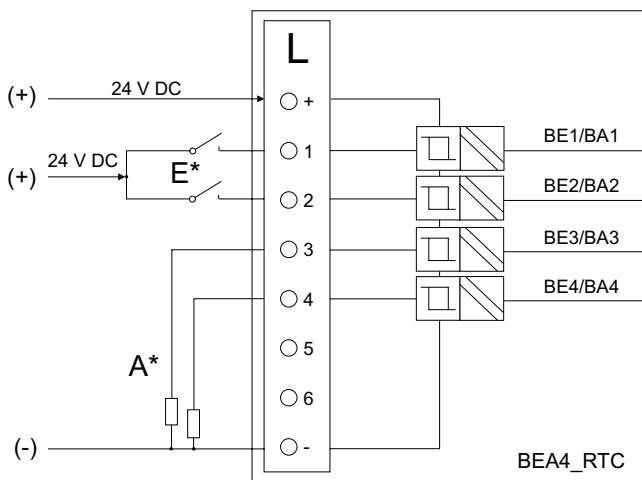 L
(+) 24 V DC +
1 BE1/BA1
(+) 24 V DC E*
2 BE2/BA2
3 BE3/BA3
4 BE4/BA4
5
A*
6
(-) -
BEA4_RTC